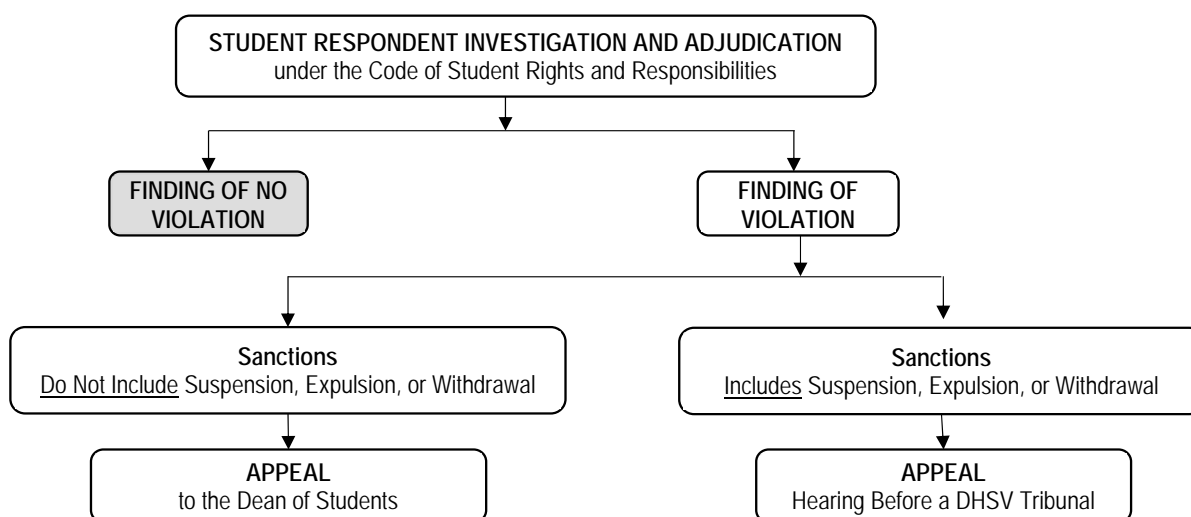 STUDENT RESPONDENT INVESTIGATION AND ADJUDICATION
under the Code of Student Rights and Responsibilities
FINDING OF NO
VIOLATION
FINDING OF
VIOLATION
Sanctions
Do Not Include Suspension, Expulsion, or Withdrawal
Sanctions
Includes Suspension, Expulsion, or Withdrawal
APPEAL
to the Dean of Students
APPEAL
Hearing Before a DHSV Tribunal